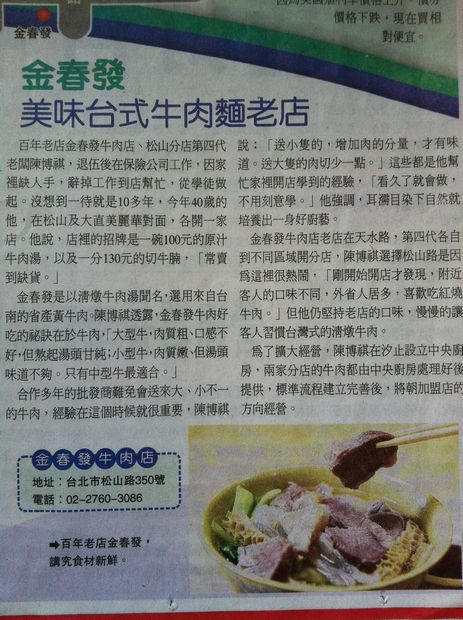 金春發
價格下跌，現在買相
對便宜。
金春發
美味台式牛肉麵老店
百年老店金春發牛肉店、松山分店第四代
老闆陳博祺，退伍後在保險公司工作，因家
裡缺人手，辭掉工作到店幫忙，從學徒做
起。沒想到一待就是10多年，今年40歲的
他，在松山及大直美麗華對面，各開一家
店。他說，店裡的招牌是一碗100元的原汁
牛肉湯，以及一分130元的切牛腩，「常賣
到缺貨。」
金春發是以清燉牛肉湯聞名，選用來自台
南的省產黃牛肉。陳博祺透露，金春發牛肉好
吃的祕訣在於牛肉，「大型牛，肉質粗、口感不
好，但熬起湯頭甘純；小型牛，肉質嫩、但湯頭
味道不夠。只有中型牛最適合。」
合作多年的批發商難免會送來大、小不一
的牛肉，經驗在這個時候就很重要，陳博祺
說：「送小隻的，增加肉的分量，才有味
道。送大隻的肉切少一點。」這些都是他幫
忙家裡開店學到的經驗，「看久了就會做，
不用刻意學。」他強調，耳濡目染下自然就
培養出一身好廚藝。
金春發牛肉店老店在天水路，第四代各自
到不同區域開分店，陳博祺選擇松山路是因
為這裡很熱鬧，「剛開始開店才發現，附近
客人的口味不同，外省人居多，喜歡吃紅燒
牛肉。」但他仍堅持老店的口味，慢慢的讓
客人習慣台灣式的清燉牛肉。
為了擴大經營，陳博祺在汐止設立中央廚
房，兩家分店的牛肉都由中央廚房處理好後
提供，標準流程建立完善後，將朝加盟店的
方向經營。
金春發牛肉店
地址：台北市松山路350號
電話：02-2760-3086
➡百年老店金春發，
講究食材新鮮。